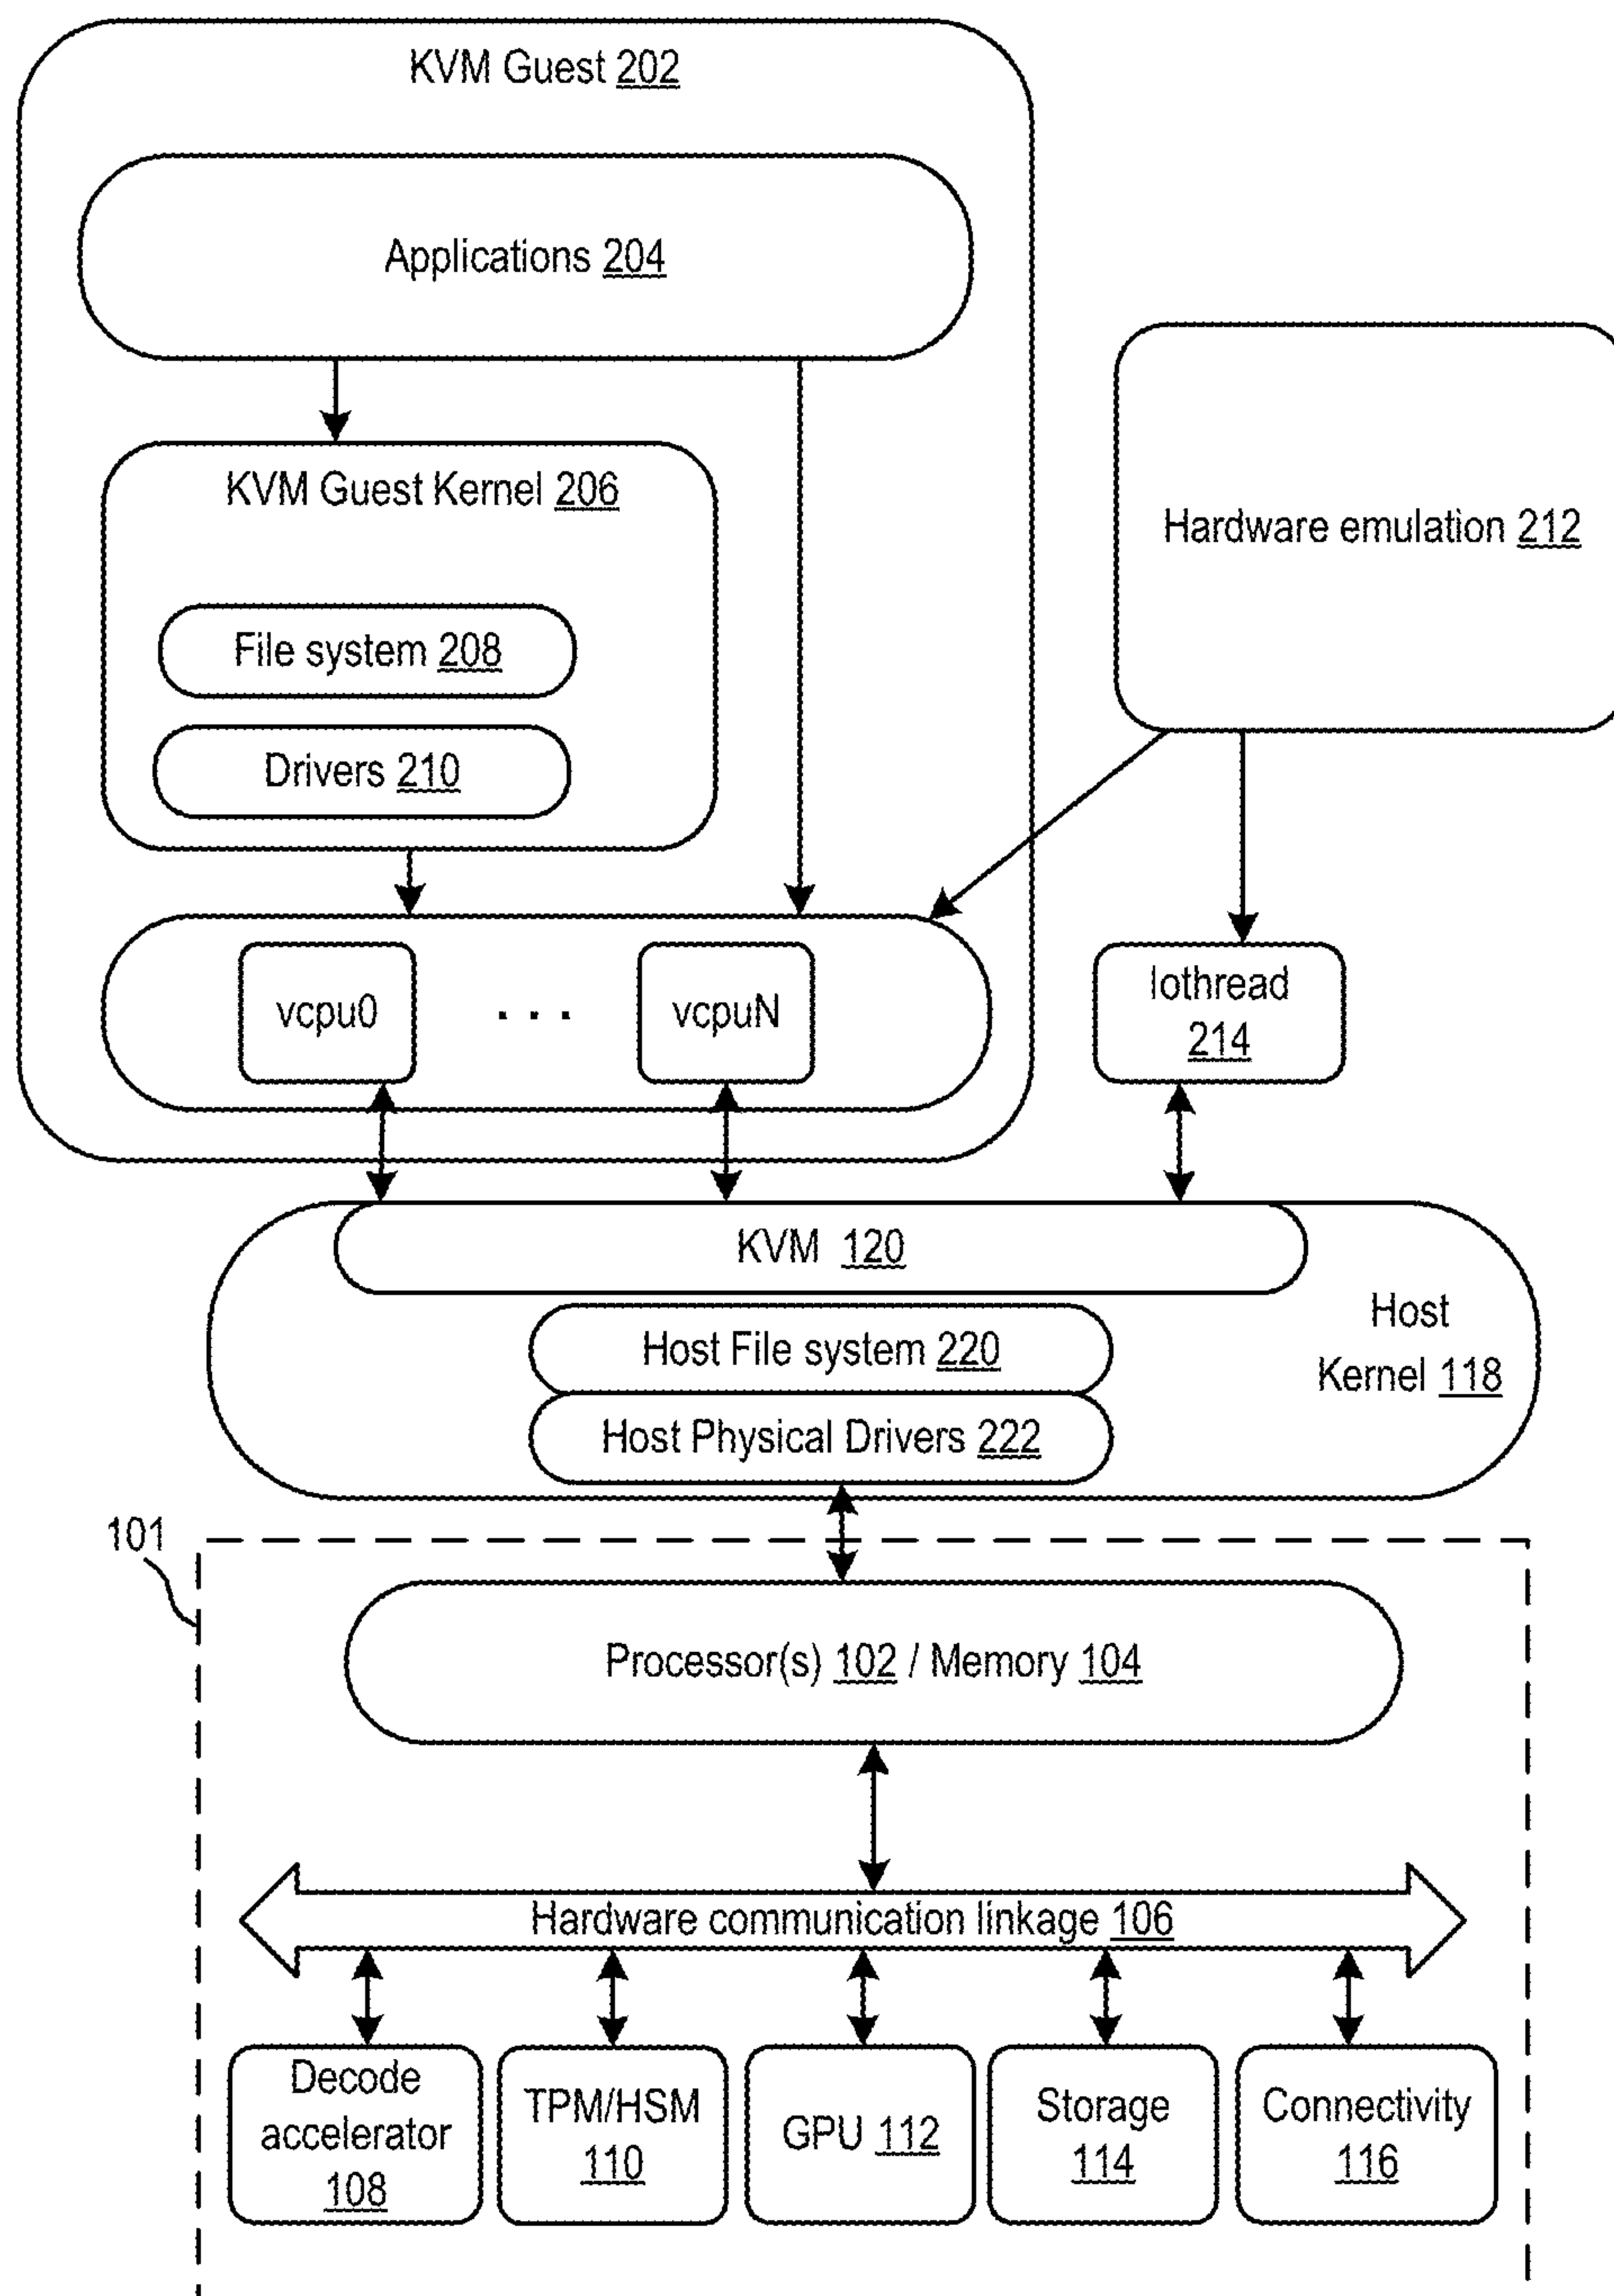 KVM Guest 202
Applications 204
KVM Guest Kernel 206
Hardware emulation 212
File system 208
Drivers 210
vcpu0
. . .
vcpuN
Iothread
214
KVM 120
Host
Kernel 118
Host File system 220
Host Physical Drivers 222
101
Processor(s) 102 / Memory 104
Hardware communication linkage 106
Decode
accelerator
108
TPM/HSM
110
GPU 112
Storage
114
Connectivity
116